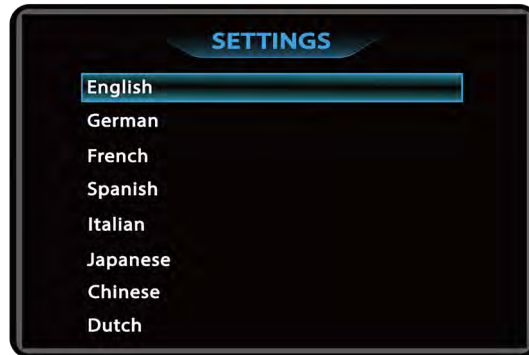 SETTINGS
English
German
French
Spanish
Italian
Japanese
Chinese
Dutch